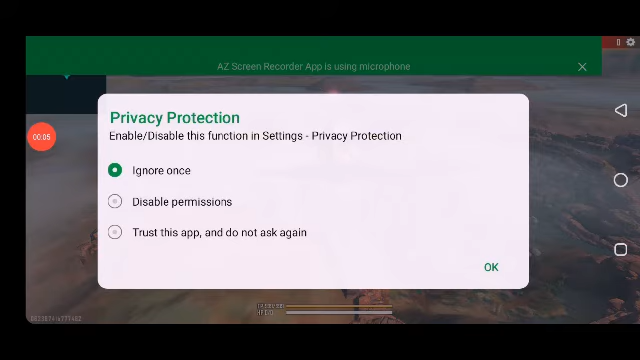 AZ Screen Recorder App is using microphone
Privacy Protection
Enable/Disable this function in Settings - Privacy Protection
00:05
Ignore once
Disable permissions
Trust this app, and do not ask again
OK